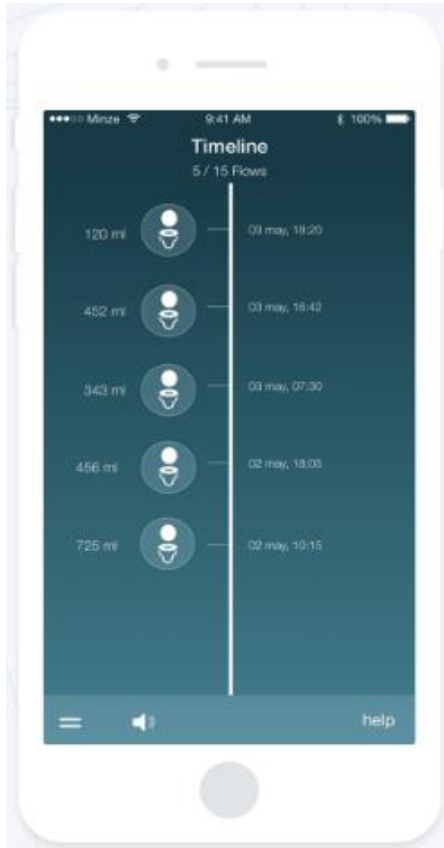 Minze 9:41 AM 100%
Timeline
5 / 15 Flows
120 ml 03 may, 18:20
452 ml 03 may, 16:42
343 ml 03 may, 07:30
456 ml 02 may, 18:03
725 ml 02 may, 10:15
help